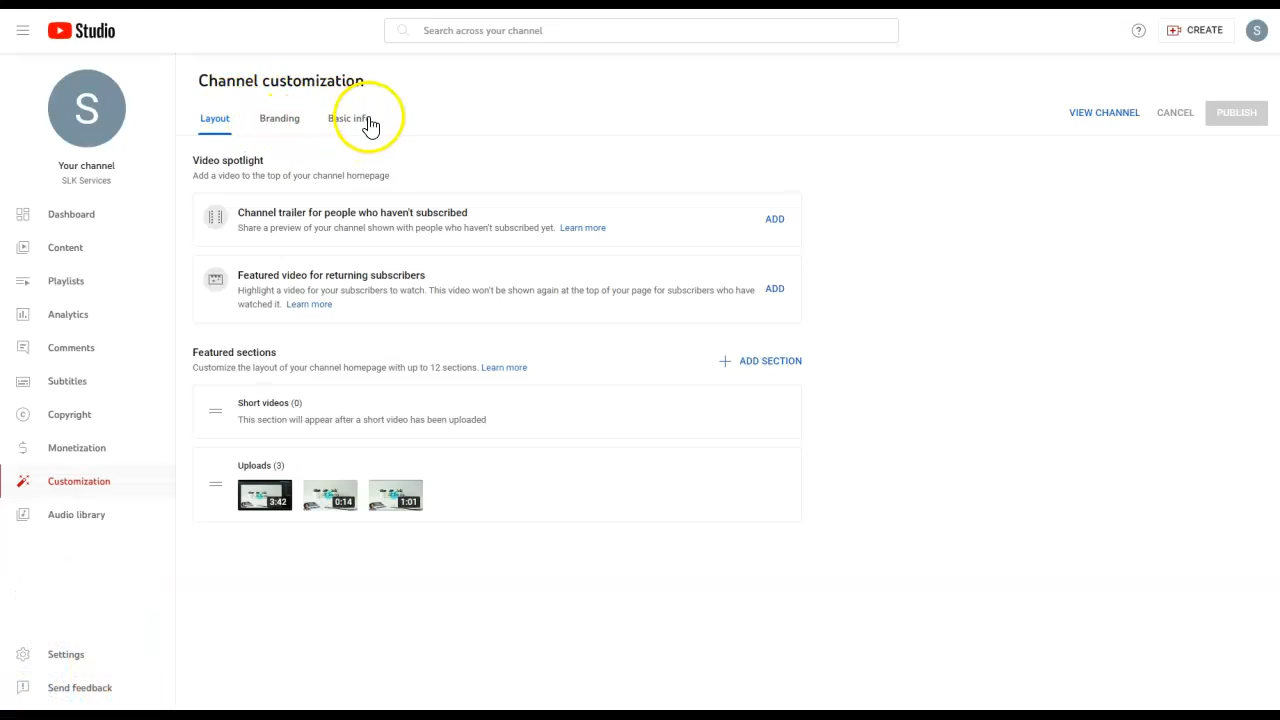 Studio
Search across your channel
CREATE
S
S
Your channel
SLK Services
Dashboard
Content
Playlists
Analytics
Comments
Subtitles
Copyright
Monetization
Customization
Audio library
Settings
Send feedback
Channel customization
Layout
Branding
Basic info
VIEW CHANNEL
CANCEL
PUBLISH
Video spotlight
Add a video to the top of your channel homepage
Channel trailer for people who haven't subscribed
Share a preview of your channel shown with people who haven't subscribed yet. Learn more
ADD
Featured video for returning subscribers
Highlight a video for your subscribers to watch. This video won't be shown again at the top of your page for subscribers who have
watched it. Learn more
ADD
Featured sections
Customize the layout of your channel homepage with up to 12 sections. Learn more
ADD SECTION
Short videos (0)
This section will appear after a short video has been uploaded
Uploads (3)
3:42
0:14
1:01